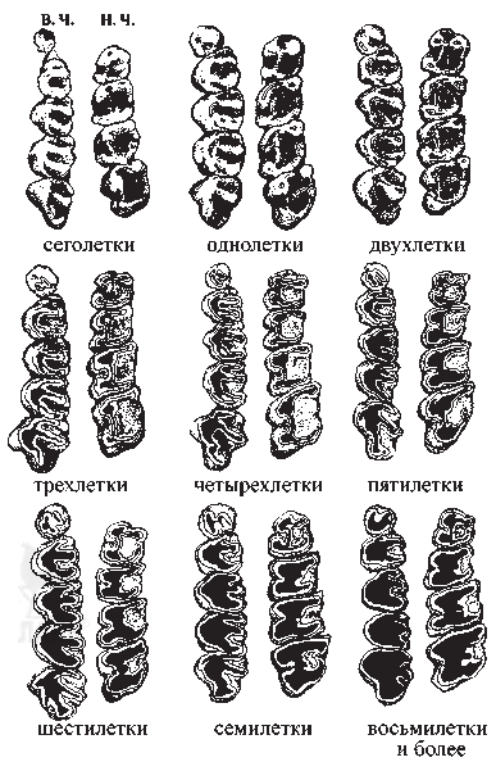 в. ч. н. ч.
сеголетки однолетки двухлетки
трехлетки четырехлетки пятилетки
шестилетки семилетки восьмилетки
и более